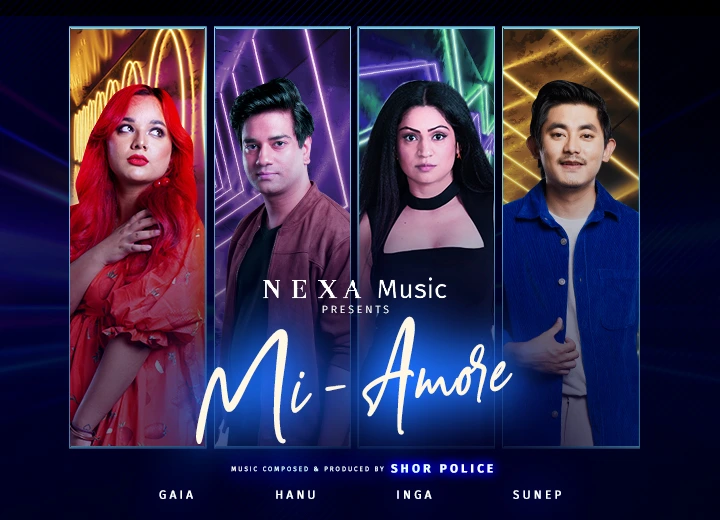 NEXA Music
PRESENTS
Mi-Amore
MUSIC COMPOSED & PRODUCED BY SHOR POLICE
GAIA HANU INGA SUNEP